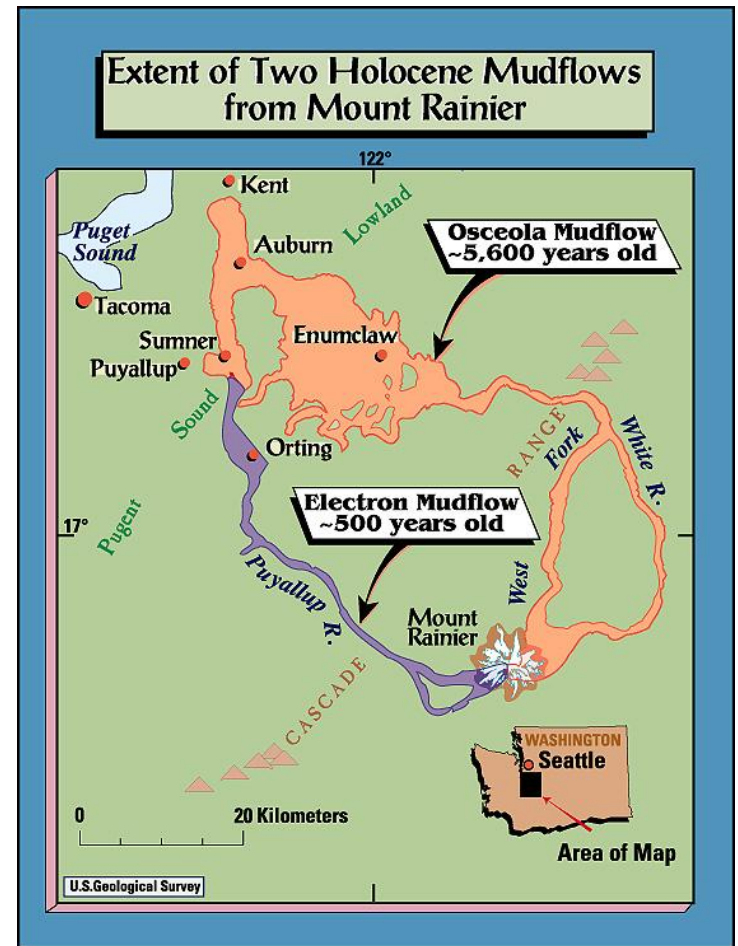 Extent of Two Holocene Mudflows
from Mount Rainier
122°
Kent
Lowland
Puget
Sound
Auburn
Osceola Mudflow
~5,600 years old
Tacoma
Sumner
Enumclaw
Puyallup
Sound
RANGE
Fork
White R.
Orting
Electron Mudflow
~500 years old
17°
Pugent
Puyallup R.
West
Mount
Rainier
CASCADE
WASHINGTON
Seattle
0 20 Kilometers
Area of Map
U.S.Geological Survey